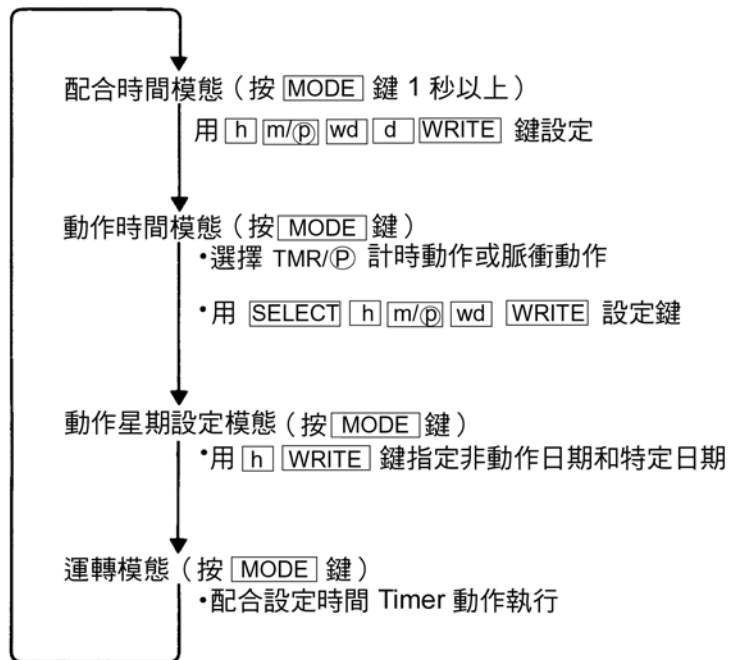 配合時間模態（按 MODE 鍵 1 秒以上）
用 h m/ⓟ wd d WRITE 鍵設定
動作時間模態（按 MODE 鍵）
•選擇 TMR/Ⓟ 計時動作或脈衝動作
•用 SELECT h m/ⓟ wd WRITE 設定鍵
動作星期設定模態（按 MODE 鍵）
•用 h WRITE 鍵指定非動作日期和特定日期
運轉模態（按 MODE 鍵）
•配合設定時間 Timer 動作執行